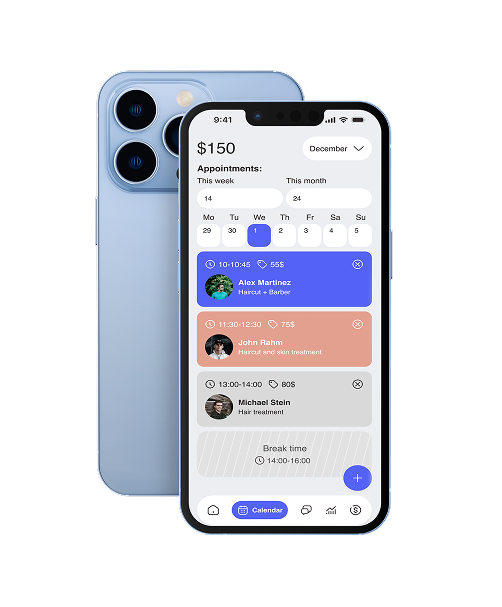 9:41
$150
December
Appointments:
This week
This month
14
24
Mo Tu We Th Fr Sa Su
29 30 1 2 3 4 5
10-10:45 55$
Alex Martinez
Haircut + Barber
11:30-12:30 75$
John Rahm
Haircut and skin treatment
13:00-14:00 80$
Michael Stein
Hair treatment
Break time
14:00-16:00
Calendar